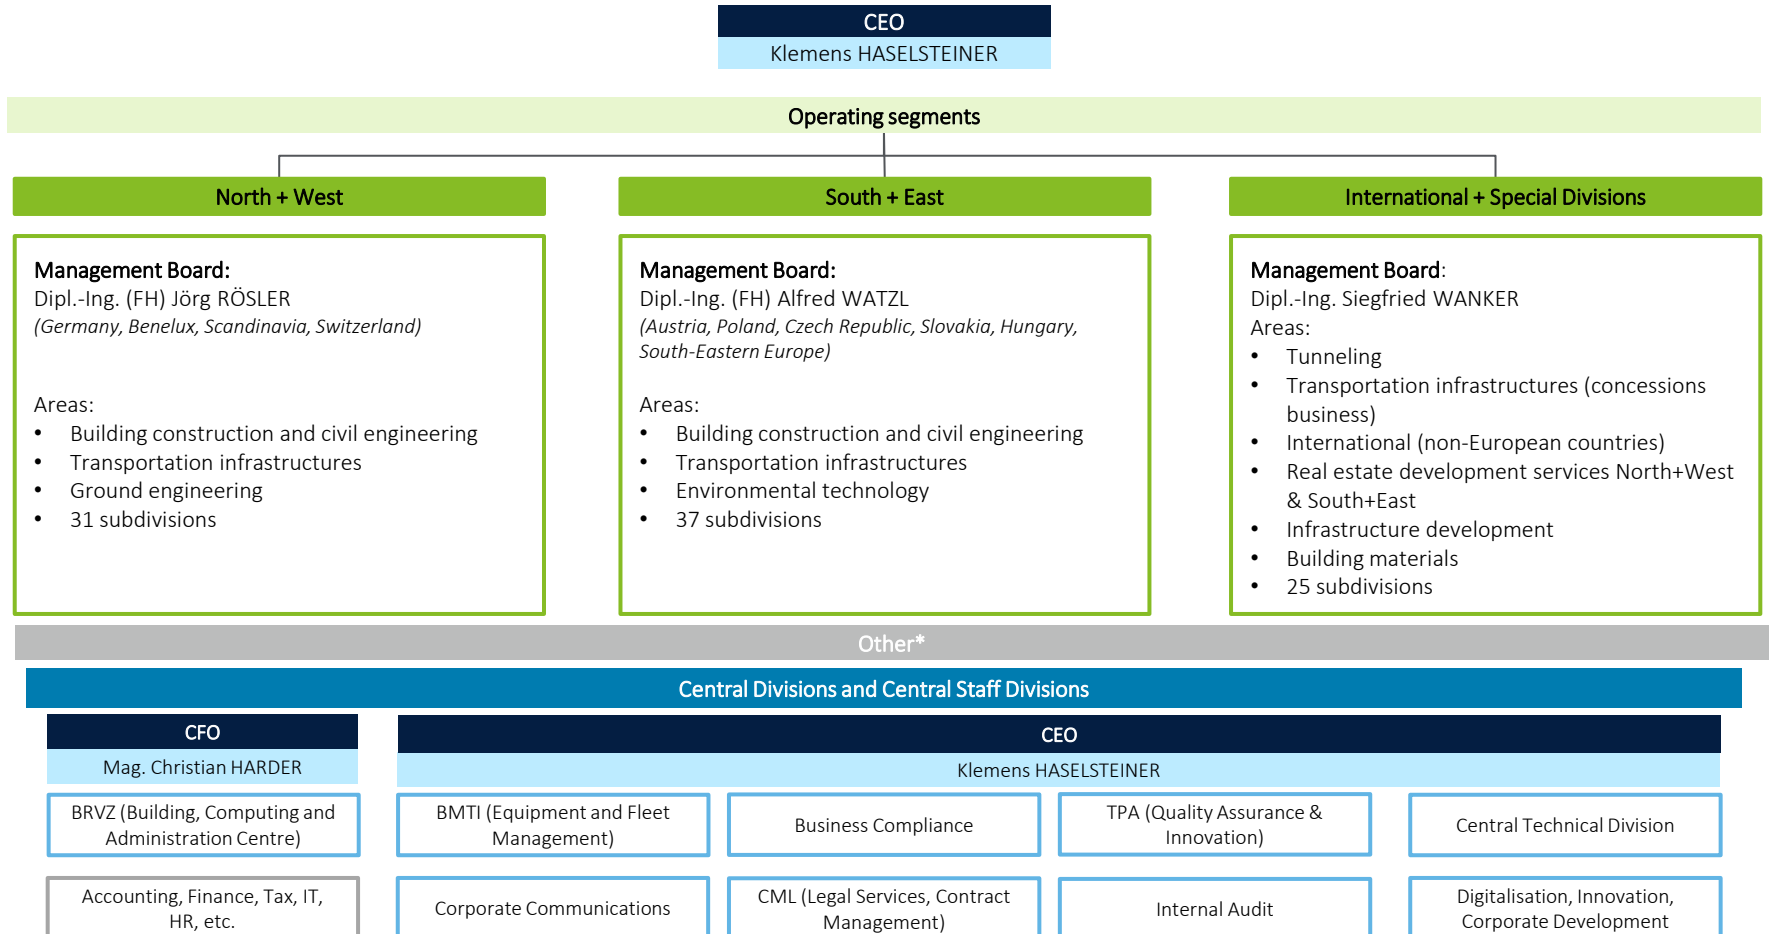 CEO
Klemens HASELSTEINER
Operating segments
North + West
Management Board:
Dipl.-Ing. (FH) Jörg RÖSLER
(Germany, Benelux, Scandinavia, Switzerland)
Areas:
• Building construction and civil engineering
• Transportation infrastructures
• Ground engineering
• 31 subdivisions
South + East
Management Board:
Dipl.-Ing. (FH) Alfred WATZL
(Austria, Poland, Czech Republic, Slovakia, Hungary,
South-Eastern Europe)
Areas:
• Building construction and civil engineering
• Transportation infrastructures
• Environmental technology
• 37 subdivisions
International + Special Divisions
Management Board:
Dipl.-Ing. Siegfried WANKER
Areas:
• Tunneling
• Transportation infrastructures (concessions
business)
• International (non-European countries)
• Real estate development services North+West
& South+East
• Infrastructure development
• Building materials
• 25 subdivisions
Other*
Central Divisions and Central Staff Divisions
CFO
Mag. Christian HARDER
BRVZ (Building, Computing and
Administration Centre)
Accounting, Finance, Tax, IT,
HR, etc.
CEO
Klemens HASELSTEINER
BMTI (Equipment and Fleet
Management)
Business Compliance
TPA (Quality Assurance &
Innovation)
Central Technical Division
Corporate Communications
CML (Legal Services, Contract
Management)
Internal Audit
Digitalisation, Innovation,
Corporate Development